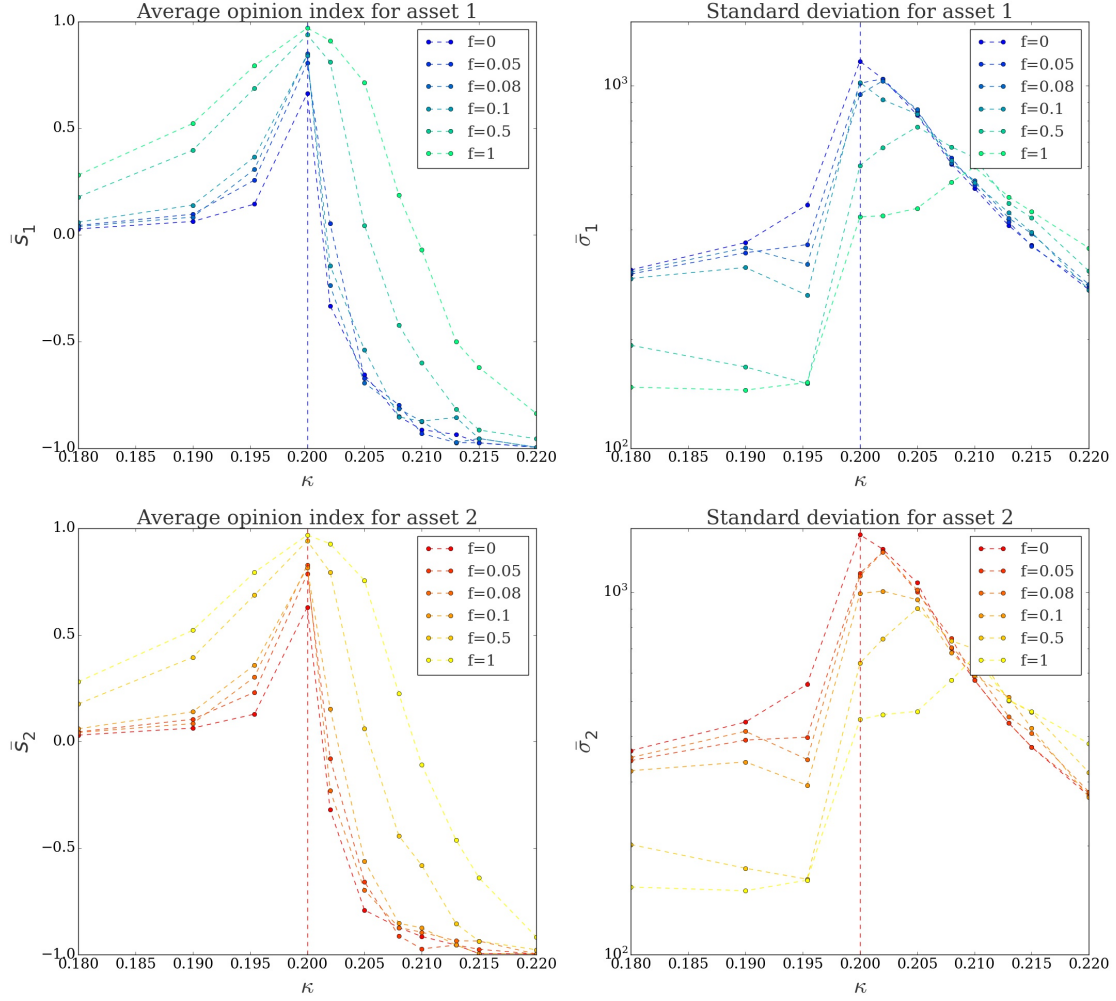 Average opinion index for asset 1
1.0
0.5
0.0
−0.5
−1.0
s̄₁
0.180 0.185 0.190 0.195 0.200 0.205 0.210 0.215 0.220
κ
f=0
f=0.05
f=0.08
f=0.1
f=0.5
f=1
Standard deviation for asset 1
10³
10²
σ̄₁
0.180 0.185 0.190 0.195 0.200 0.205 0.210 0.215 0.220
κ
f=0
f=0.05
f=0.08
f=0.1
f=0.5
f=1
Average opinion index for asset 2
1.0
0.5
0.0
−0.5
−1.0
s̄₂
0.180 0.185 0.190 0.195 0.200 0.205 0.210 0.215 0.220
κ
f=0
f=0.05
f=0.08
f=0.1
f=0.5
f=1
Standard deviation for asset 2
10³
10²
σ̄₂
0.180 0.185 0.190 0.195 0.200 0.205 0.210 0.215 0.220
κ
f=0
f=0.05
f=0.08
f=0.1
f=0.5
f=1